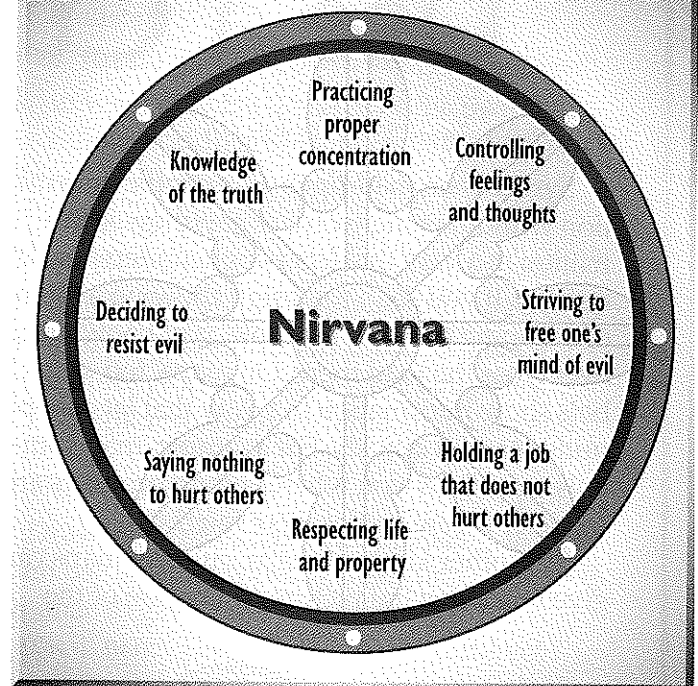 Practicing
proper
concentration
Controlling
feelings
and thoughts
Knowledge
of the truth
Striving to
free one's
mind of evil
Deciding to
resist evil
Nirvana
Holding a job
that does not
hurt others
Saying nothing
to hurt others
Respecting life
and property